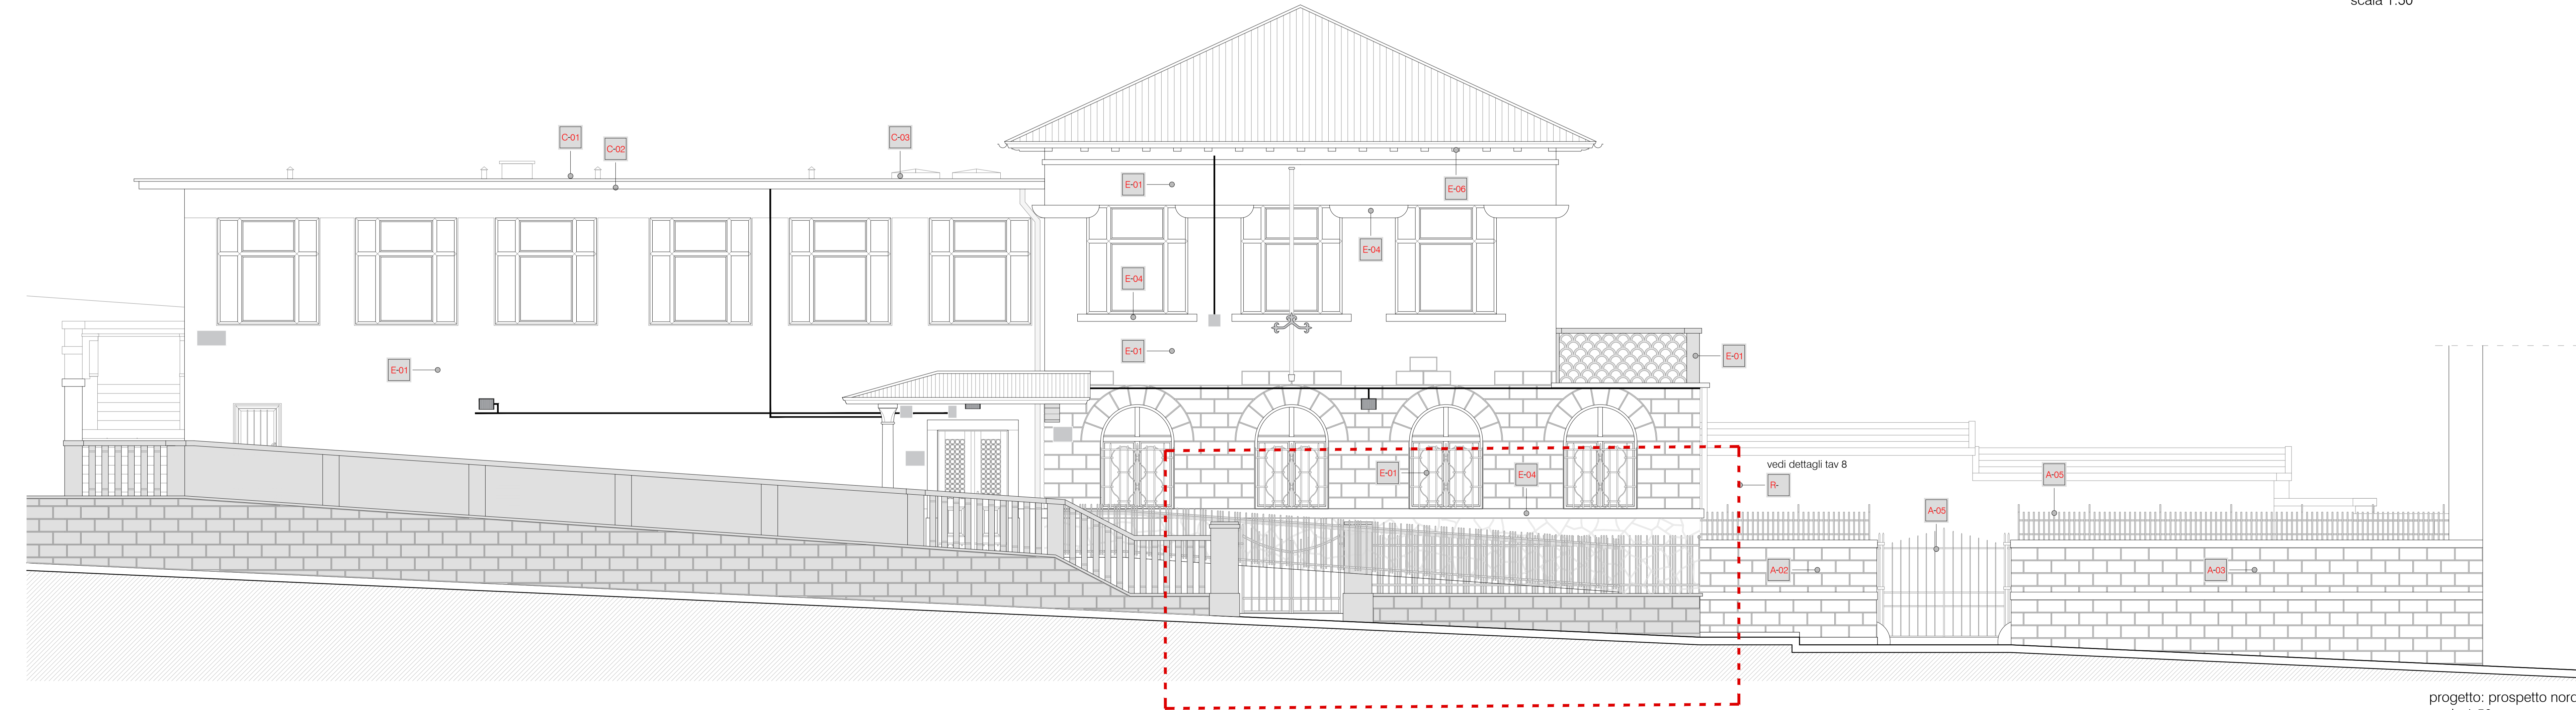 scala 1:50
C-01
C-02
C-03
E-01
E-06
E-04
E-04
E-01
E-01
E-01
vedi dettagli tav 8
E-01
E-04
A-05
R-
A-05
A-02
A-03
progetto: prospetto nord